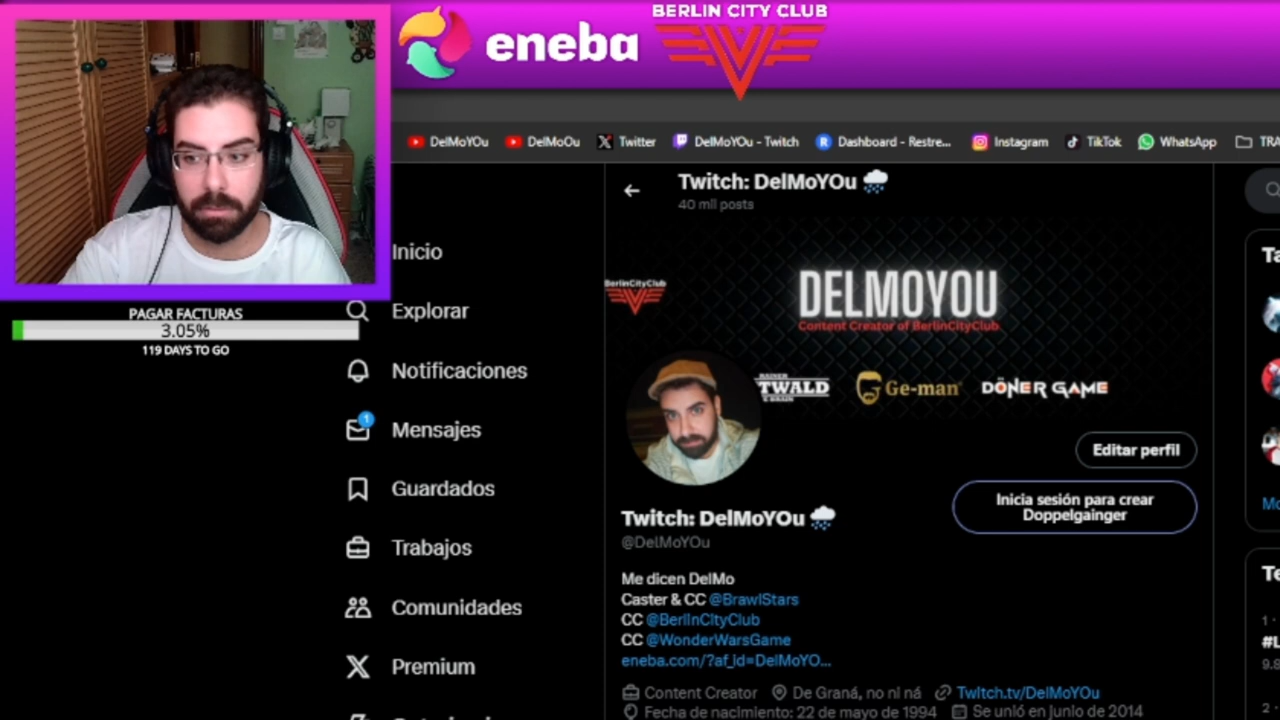 BERLIN CITY CLUB
eneba
DelMoYOu
DelMoOu
Twitter
DelMoYOu - Twitch
Dashboard - Restre...
Instagram
TikTok
WhatsApp
Twitch: DelMoYOu
40 mil posts
BerlinCityClub
DELMOYOU
Content Creator of BerlinCityClub
PAGAR FACTURAS
3.05%
119 DAYS TO GO
Inicio
Explorar
Notificaciones
1
Mensajes
Guardados
Trabajos
Comunidades
Premium
TWALD
Ge-man
DÖNER GAME
Editar perfil
Inicia sesión para crear
Doppelgainger
Twitch: DelMoYOu
@DelMoYOu
Me dicen DelMo
Caster & CC @BrawlStars
CC @BerlinCityClub
CC @WonderWarsGame
eneba.com/?af_id=DelMoYO...
Content Creator De Graná, no ni ná Twitch.tv/DelMoYOu
Fecha de nacimiento: 22 de mayo de 1994 Se unió en junio de 2014